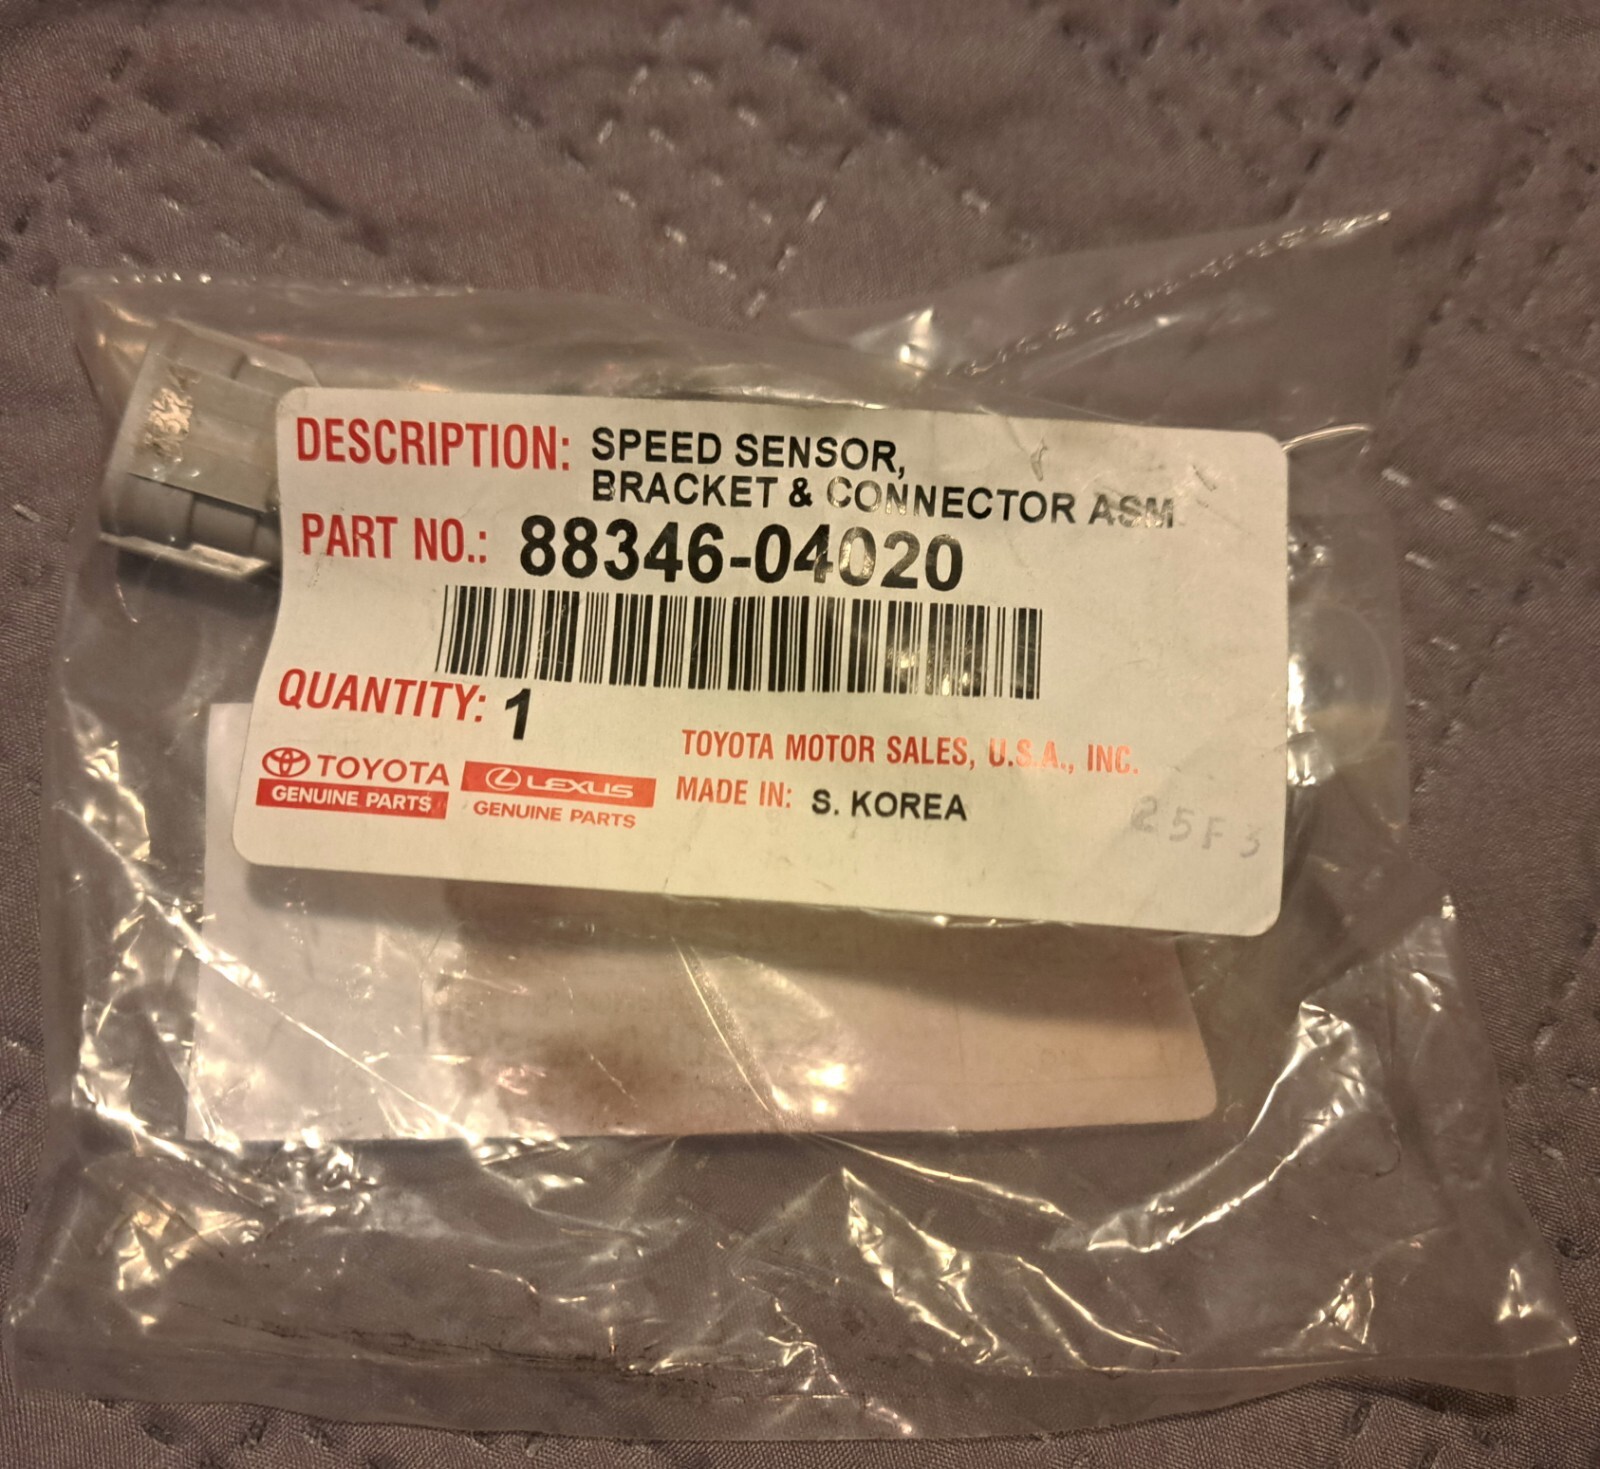 DESCRIPTION: SPEED SENSOR,
BRACKET & CONNECTOR ASM
PART NO.: 88346-04020
QUANTITY: 1
TOYOTA MOTOR SALES, U.S.A., INC.
TOYOTA
GENUINE PARTS
LEXUS
GENUINE PARTS
MADE IN: S. KOREA
25F3